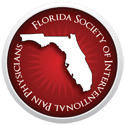 FLORIDA SOCIETY OF INTERVENTIONAL PAIN PHYSICIANS